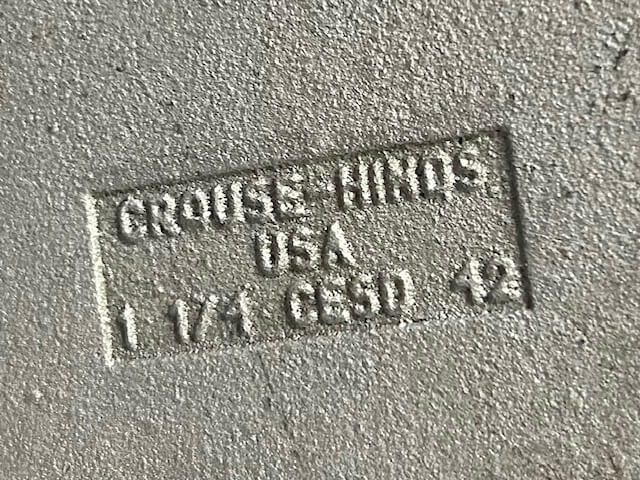 CROUSE-HINDS
USA
1 1/4 CESD 42